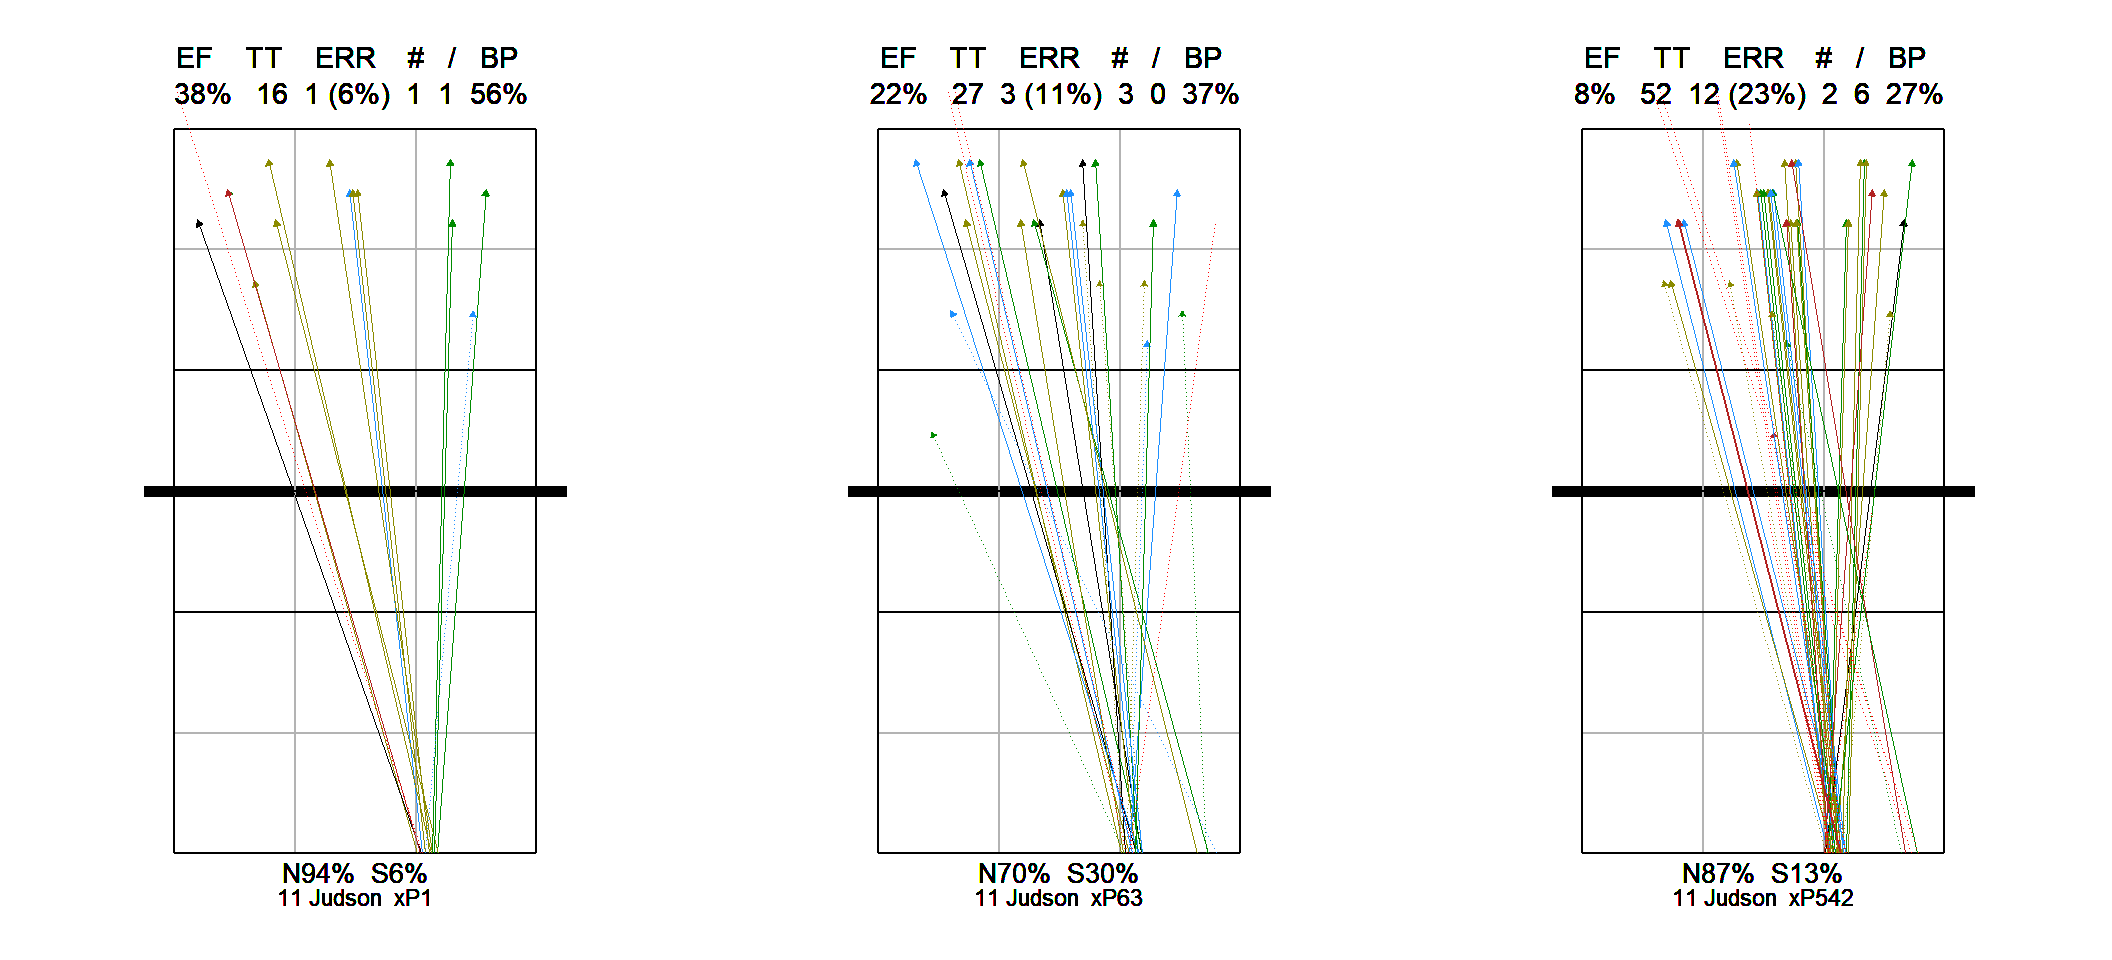 EF TT ERR # / BP
38% 16 1 (6%) 1 1 56%
N94% S6%
11 Judson xP1
EF TT ERR # / BP
22% 27 3 (11%) 3 0 37%
N70% S30%
11 Judson xP63
EF TT ERR # / BP
8% 52 12 (23%) 2 6 27%
N87% S13%
11 Judson xP542